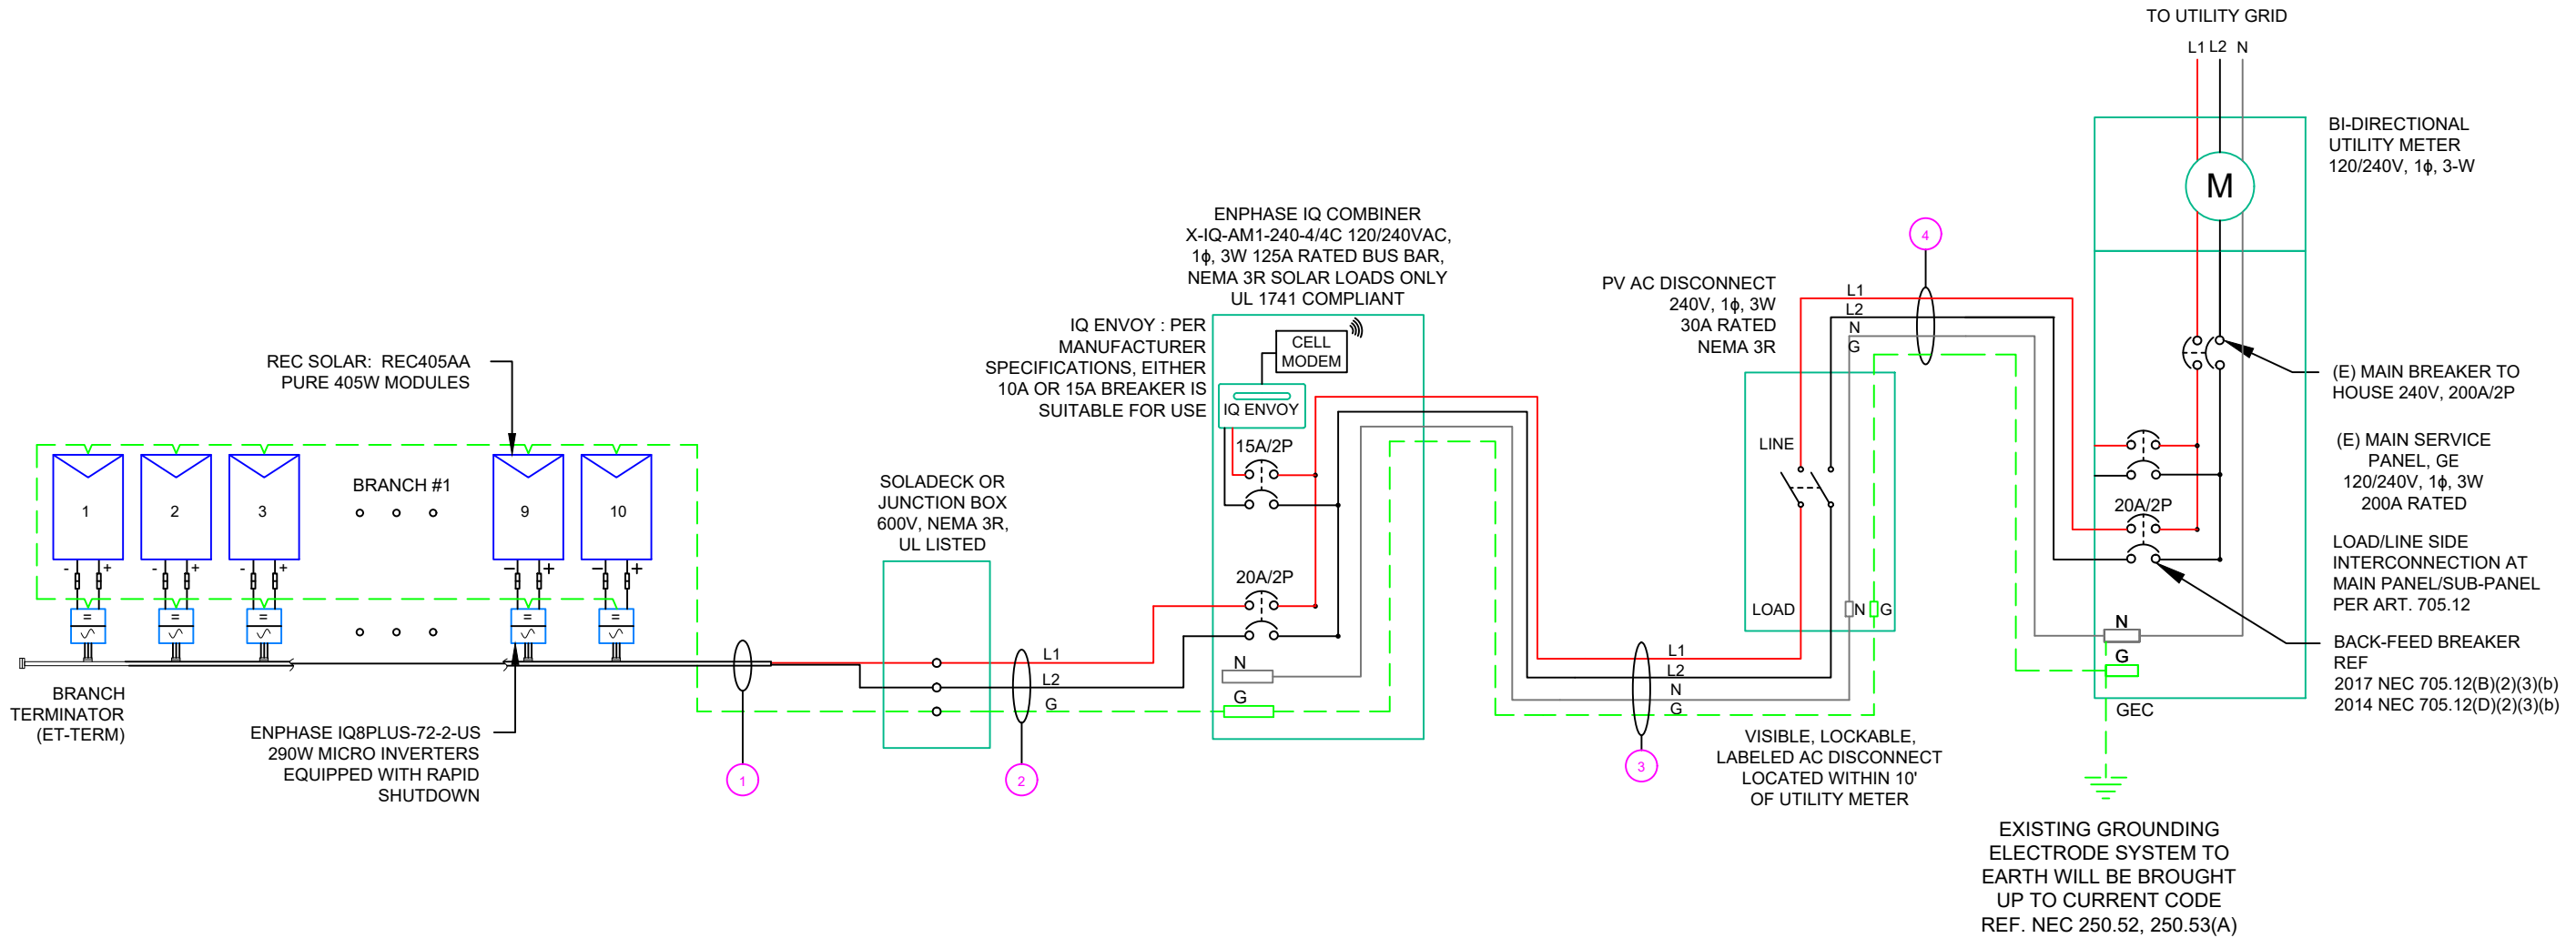 TO UTILITY GRID
L1 L2 N
BI-DIRECTIONAL
UTILITY METER
120/240V, 1ϕ, 3-W
M
ENPHASE IQ COMBINER
X-IQ-AM1-240-4/4C 120/240VAC,
1ϕ, 3W 125A RATED BUS BAR,
NEMA 3R SOLAR LOADS ONLY
UL 1741 COMPLIANT
IQ ENVOY : PER
MANUFACTURER
SPECIFICATIONS, EITHER
10A OR 15A BREAKER IS
SUITABLE FOR USE
CELL
MODEM
IQ ENVOY
15A/2P
20A/2P
N
G
REC SOLAR: REC405AA
PURE 405W MODULES
BRANCH #1
1
2
3
9
10
- +
- +
- +
- +
- +
=
=
=
=
=
BRANCH
TERMINATOR
(ET-TERM)
ENPHASE IQ8PLUS-72-2-US
290W MICRO INVERTERS
EQUIPPED WITH RAPID
SHUTDOWN
1
SOLADECK OR
JUNCTION BOX
600V, NEMA 3R,
UL LISTED
L1
L2
G
2
PV AC DISCONNECT
240V, 1ϕ, 3W
30A RATED
NEMA 3R
4
L1
L2
N
G
LINE
LOAD
N G
L1
L2
N
G
3
VISIBLE, LOCKABLE,
LABELED AC DISCONNECT
LOCATED WITHIN 10'
OF UTILITY METER
(E) MAIN BREAKER TO
HOUSE 240V, 200A/2P
(E) MAIN SERVICE
PANEL, GE
120/240V, 1ϕ, 3W
200A RATED
20A/2P
LOAD/LINE SIDE
INTERCONNECTION AT
MAIN PANEL/SUB-PANEL
PER ART. 705.12
N
G
BACK-FEED BREAKER
REF
2017 NEC 705.12(B)(2)(3)(b)
2014 NEC 705.12(D)(2)(3)(b)
GEC
EXISTING GROUNDING
ELECTRODE SYSTEM TO
EARTH WILL BE BROUGHT
UP TO CURRENT CODE
REF. NEC 250.52, 250.53(A)